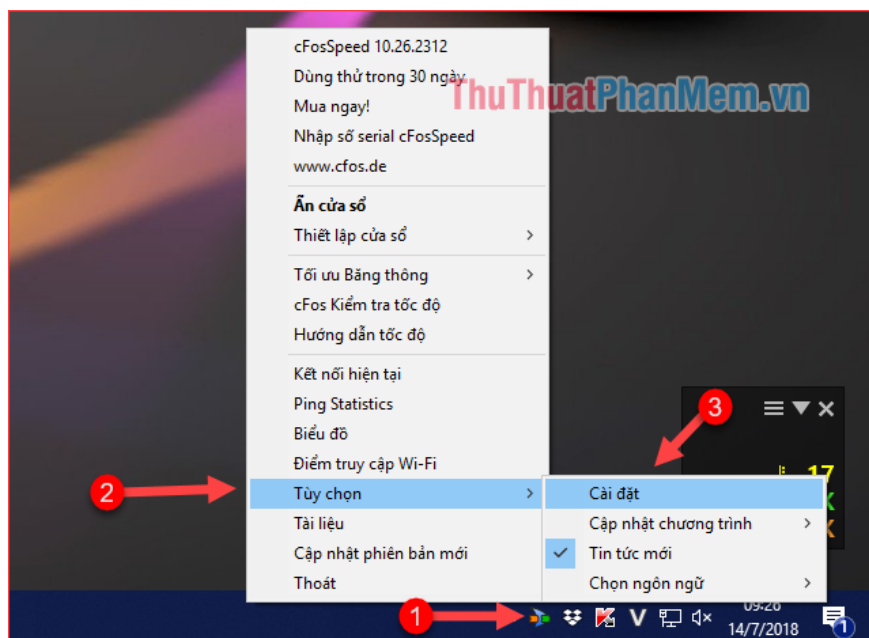 cFosSpeed 10.26.2312
Dùng thử trong 30 ngày
Mua ngay!
Nhập số serial cFosSpeed
www.cfos.de
ThuThuatPhanMem.vn
Ẩn cửa sổ
Thiết lập cửa sổ
Tối ưu Băng thông
cFos Kiểm tra tốc độ
Hướng dẫn tốc độ
Kết nối hiện tại
Ping Statistics
Biểu đồ
Điểm truy cập Wi-Fi
Tùy chọn
Tài liệu
Cập nhật phiên bản mới
Thoát
3
17
2
Cài đặt
Cập nhật chương trình
Tin tức mới
Chọn ngôn ngữ
1
V
09:26
14/7/2018
1